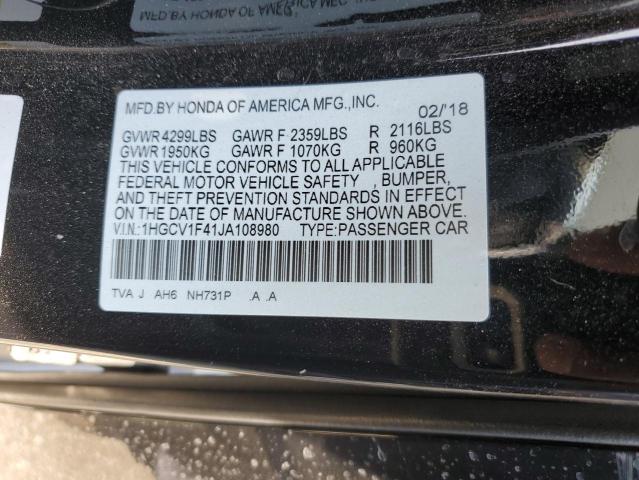 MFD.BY HONDA OF AMERICA MFG.,INC. 02/'18
GVWR 4299LBS GAWR F 2359LBS R 2116LBS
GVWR 1950KG GAWR F 1070KG R 960KG
THIS VEHICLE CONFORMS TO ALL APPLICABLE
FEDERAL MOTOR VEHICLE SAFETY , BUMPER,
AND THEFT PREVENTION STANDARDS IN EFFECT
ON THE DATE OF MANUFACTURE SHOWN ABOVE.
V.I.N.:1HGCV1F41JA108980 TYPE:PASSENGER CAR
TVA J AH6 NH731P .A .A